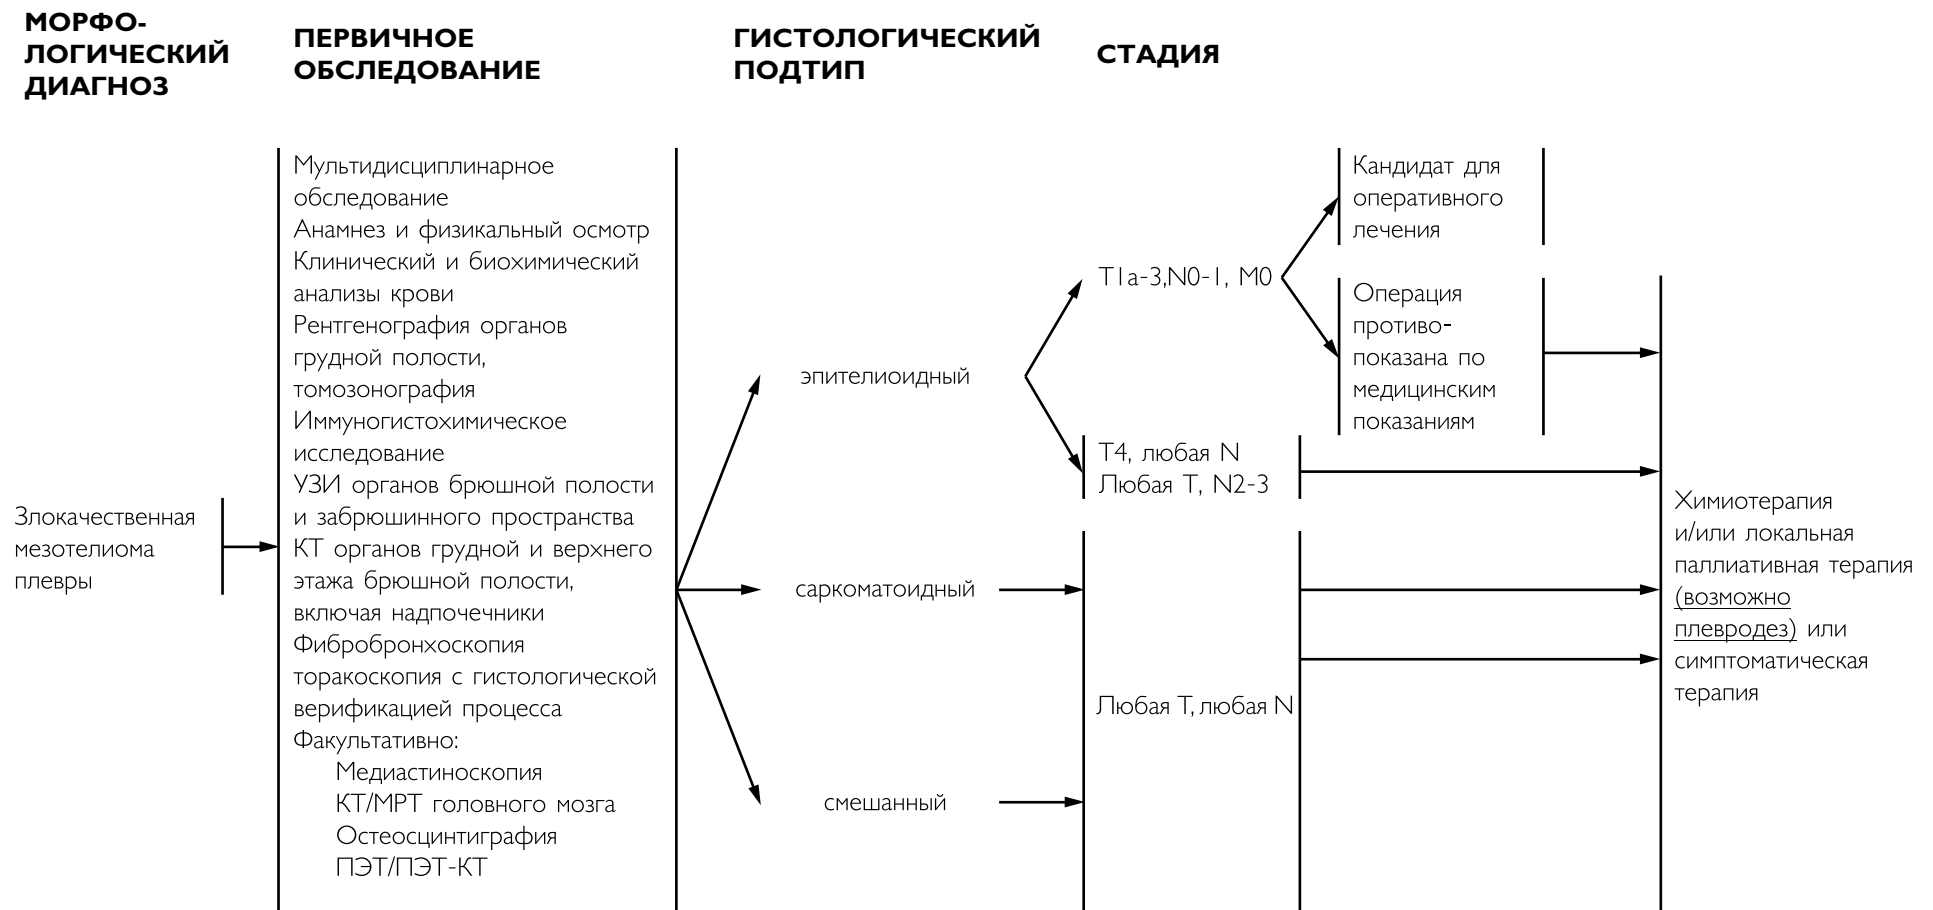 МОРФО-
ЛОГИЧЕСКИЙ
ДИАГНОЗ
ПЕРВИЧНОЕ
ОБСЛЕДОВАНИЕ
ГИСТОЛОГИЧЕСКИЙ
ПОДТИП
СТАДИЯ
Злокачественная
мезотелиома
плевры
Мультидисциплинарное
обследование
Анамнез и физикальный осмотр
Клинический и биохимический
анализы крови
Рентгенография органов
грудной полости,
томозонография
Иммуногистохимическое
исследование
УЗИ органов брюшной полости
и забрюшинного пространства
КТ органов грудной и верхнего
этажа брюшной полости,
включая надпочечники
Фибробронхоскопия
торакоскопия с гистологической
верификацией процесса
Факультативно:
Медиастиноскопия
КТ/МРТ головного мозга
Остеосцинтиграфия
ПЭТ/ПЭТ-КТ
эпителиоидный
саркоматоидный
смешанный
T1a-3,N0-1, M0
T4, любая N
Любая T, N2-3
Любая T, любая N
Кандидат для
оперативного
лечения
Операция
противо-
показана по
медицинским
показаниям
Химиотерапия
и/или локальная
паллиативная терапия
(возможно
плевродез) или
симптоматическая
терапия